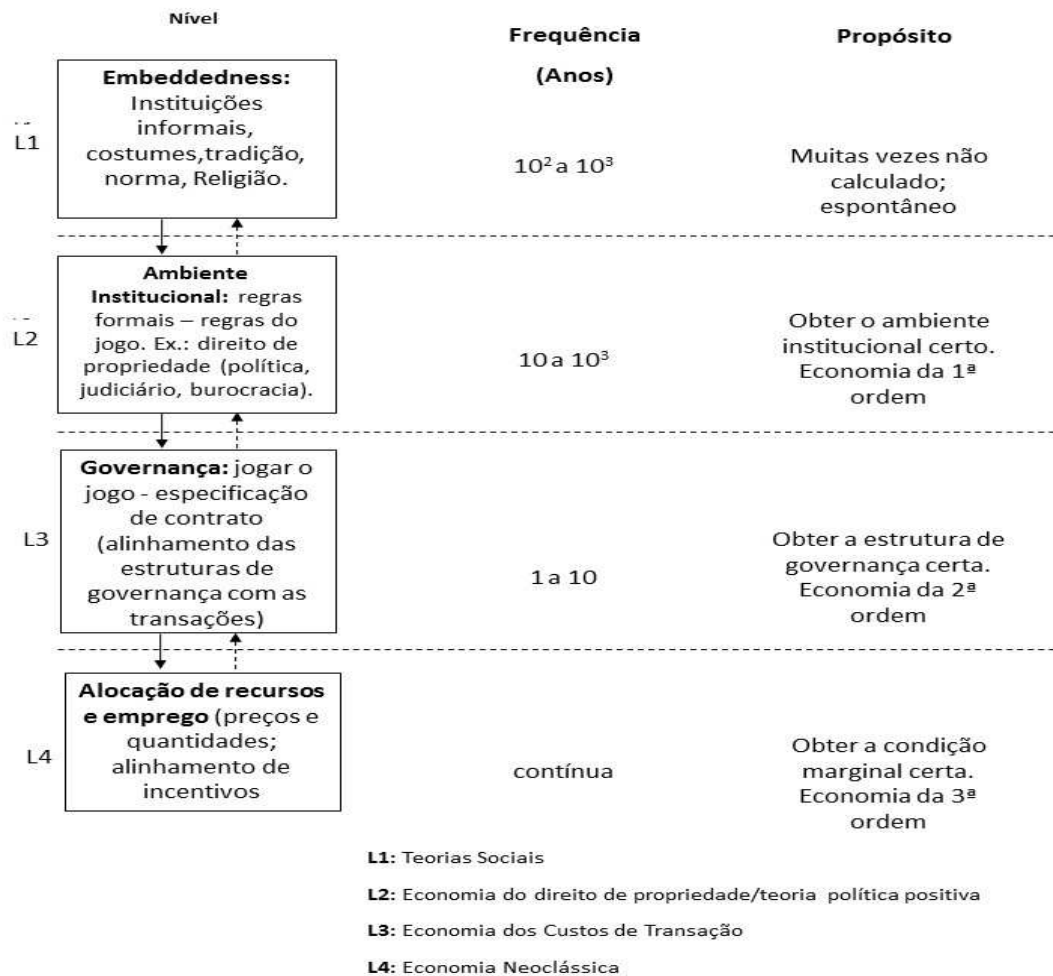 Nível
Frequência
(Anos)
Propósito
L1
Embeddedness:
Instituições
informais,
costumes,tradição,
norma, Religião.
10² a 10³
Muitas vezes não
calculado;
espontâneo
L2
Ambiente
Institucional: regras
formais – regras do
jogo. Ex.: direito de
propriedade (política,
judiciário, burocracia).
10 a 10³
Obter o ambiente
institucional certo.
Economia da 1ª
ordem
L3
Governança: jogar o
jogo - especificação
de contrato
(alinhamento das
estruturas de
governança com as
transações)
1 a 10
Obter a estrutura de
governança certa.
Economia da 2ª
ordem
L4
Alocação de recursos
e emprego (preços e
quantidades;
alinhamento de
incentivos
contínua
Obter a condição
marginal certa.
Economia da 3ª
ordem
L1: Teorias Sociais
L2: Economia do direito de propriedade/teoria política positiva
L3: Economia dos Custos de Transação
L4: Economia Neoclássica